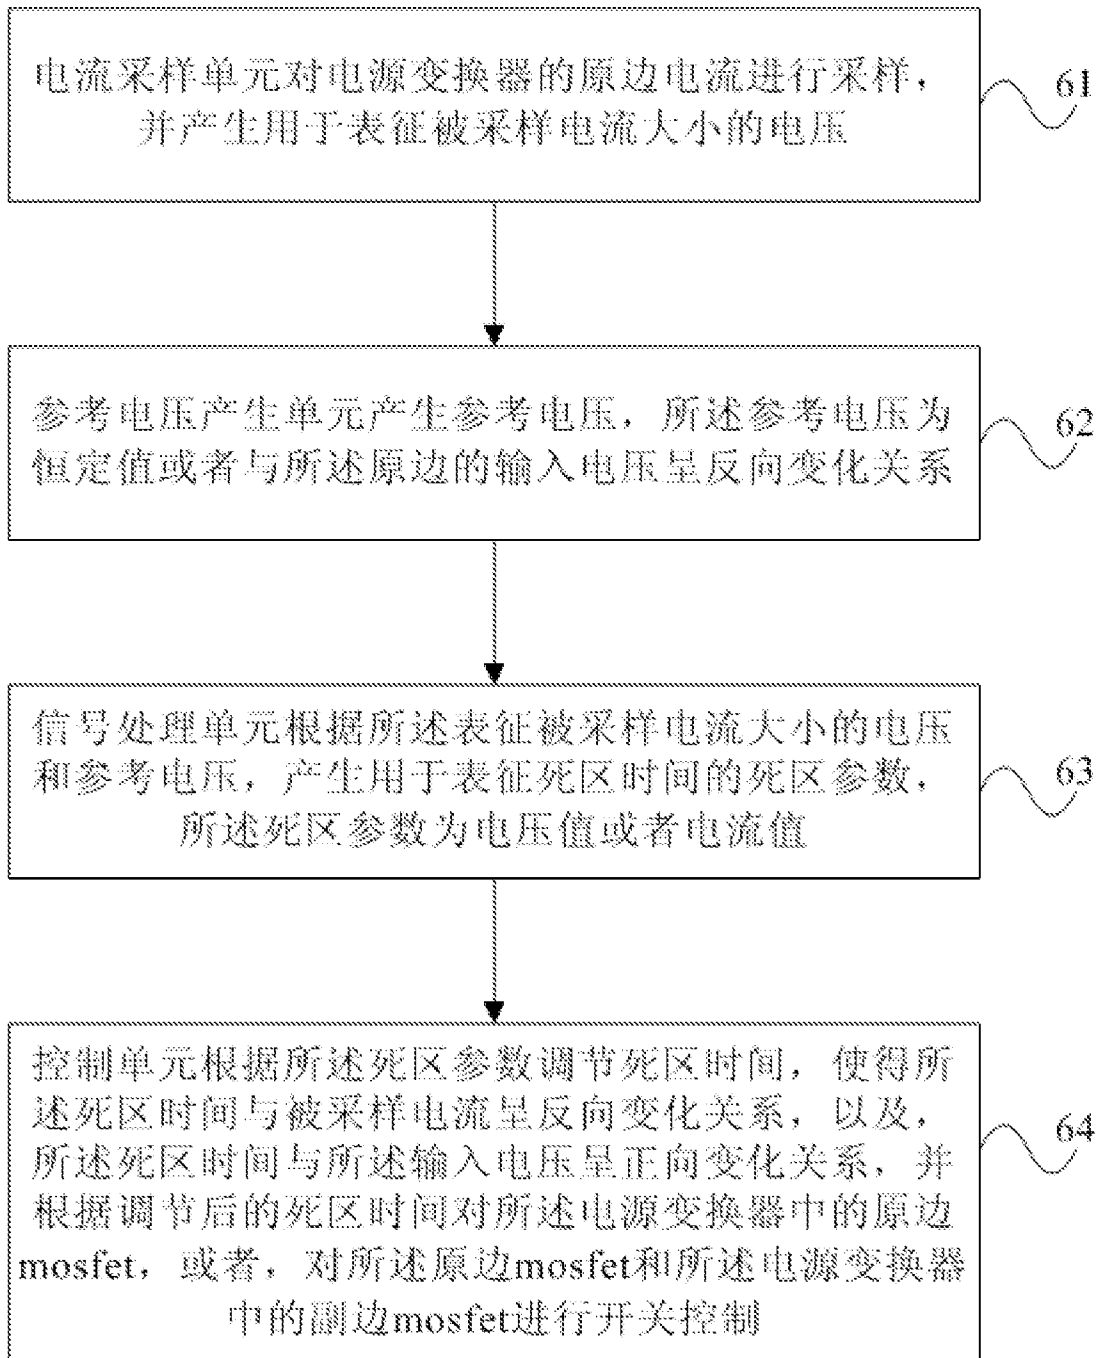 电流采样单元对电源变换器的原边电流进行采样，
并产生用于表征被采样电流大小的电压
61
参考电压产生单元产生参考电压，所述参考电压为
恒定值或者与所述原边的输入电压呈反向变化关系
62
信号处理单元根据所述表征被采样电流大小的电压
和参考电压，产生用于表征死区时间的死区参数，
所述死区参数为电压值或者电流值
63
控制单元根据所述死区参数调节死区时间，使得所
述死区时间与被采样电流呈反向变化关系，以及，
所述死区时间与所述输入电压呈正向变化关系，并
根据调节后的死区时间对所述电源变换器中的原边
mosfet，或者，对所述原边mosfet和所述电源变换器
中的副边mosfet进行开关控制
64